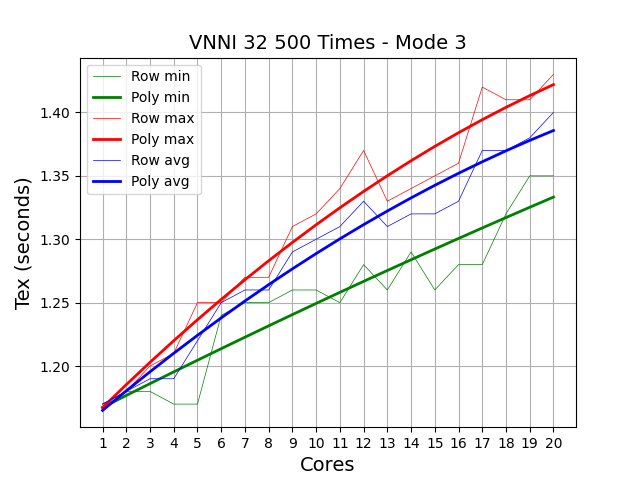 VNNI 32 500 Times - Mode 3
Row min
Poly min
Row max
Poly max
Row avg
Poly avg
Tex (seconds)
1.40
1.35
1.30
1.25
1.20
1 2 3 4 5 6 7 8 9 10 11 12 13 14 15 16 17 18 19 20
Cores